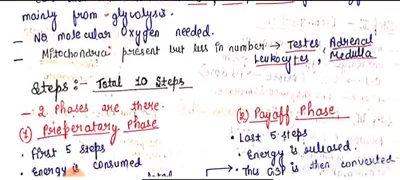 mainly from glycolysis.
- No molecular oxygen needed.
- Mitochondria present but less in number → Testes, Adrenal
Leukocytes, Medulla
Steps:- Total 10 Steps
- 2 Phases are there.
(1) Preperatary Phase
• first 5 steps
• Energy is consumed
(2) Payoff Phase
• Last 5 steps
• Energy is released.
• This G3P is then converted